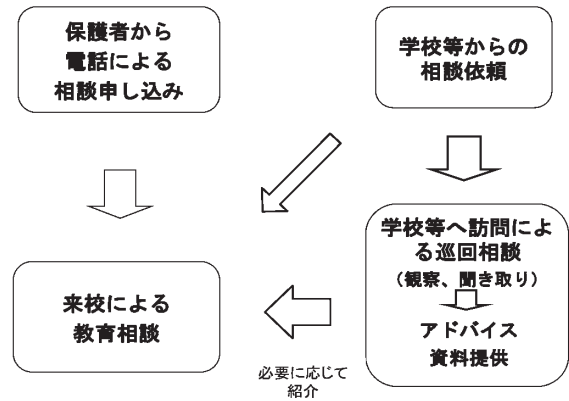 保護者から
電話による
相談申し込み
学校等からの
相談依頼
学校等へ訪問によ
る巡回相談
（観察、聞き取り）
アドバイス
資料提供
来校による
教育相談
必要に応じて
紹介